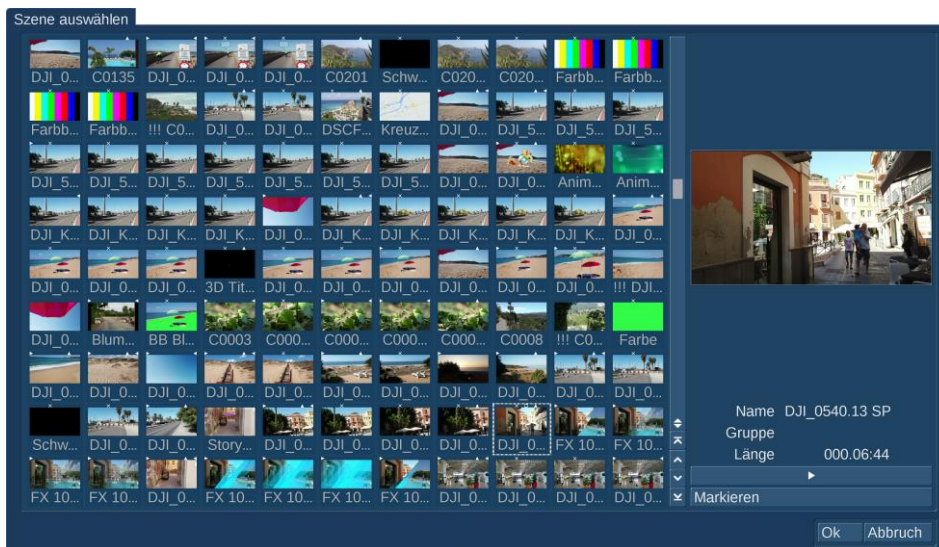 Szene auswählen
DJI_0... C0135 DJI_0... DJI_0... DJI_0... C0201 Schw... C020... C020... Farbb... Farbb...
Farbb... Farbb... !!! C0... DJI_0... DJI_0... DSCF... Kreuz... DJI_0... DJI_5... DJI_5... DJI_5...
DJI_5... DJI_5... DJI_5... DJI_5... DJI_5... DJI_5... DJI_5... DJI_0... DJI_0... Anim... Anim...
DJI_K... DJI_K... DJI_K... DJI_K... DJI_0... DJI_K... DJI_K... DJI_K... DJI_K... DJI_K... DJI_0...
DJI_0... DJI_0... DJI_0... 3D Tit... DJI_0... DJI_0... DJI_0... DJI_0... DJI_0... DJI_0... !!! DJI...
DJI_0... Blum... BB Bl... C0003 C000... C000... C000... C000... C0008 !!! C0... Farbe
DJI_0... DJI_0... DJI_0... DJI_0... DJI_0... DJI_0... DJI_0... DJI_0... DJI_0... DJI_0... DJI_0...
Schw... DJI_0... DJI_0... Story... DJI_0... DJI_0... DJI_0... DJI_0... DJI_0... FX 10... FX 10...
FX 10... FX 10... DJI_0... FX 10... FX 10... FX 10... FX 10... DJI_0... DJI_0... DJI_0... DJI_0...
Name DJI_0540.13 SP
Gruppe
Länge 000.06:44
Markieren
Ok Abbruch